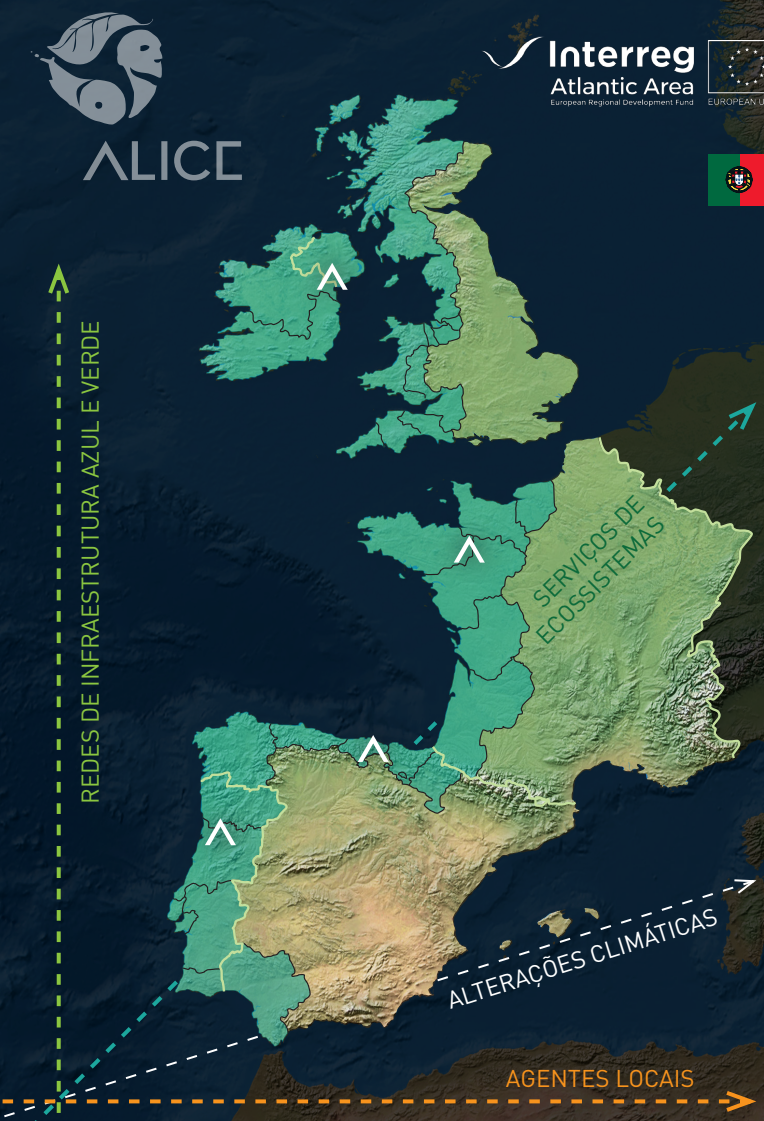 ALICE
Interreg
Atlantic Area
European Regional Development Fund
EUROPEAN U
REDES DE INFRAESTRUTURA AZUL E VERDE
SERVIÇOS DE
ECOSSISTEMAS
ALTERAÇÕES CLIMÁTICAS
AGENTES LOCAIS